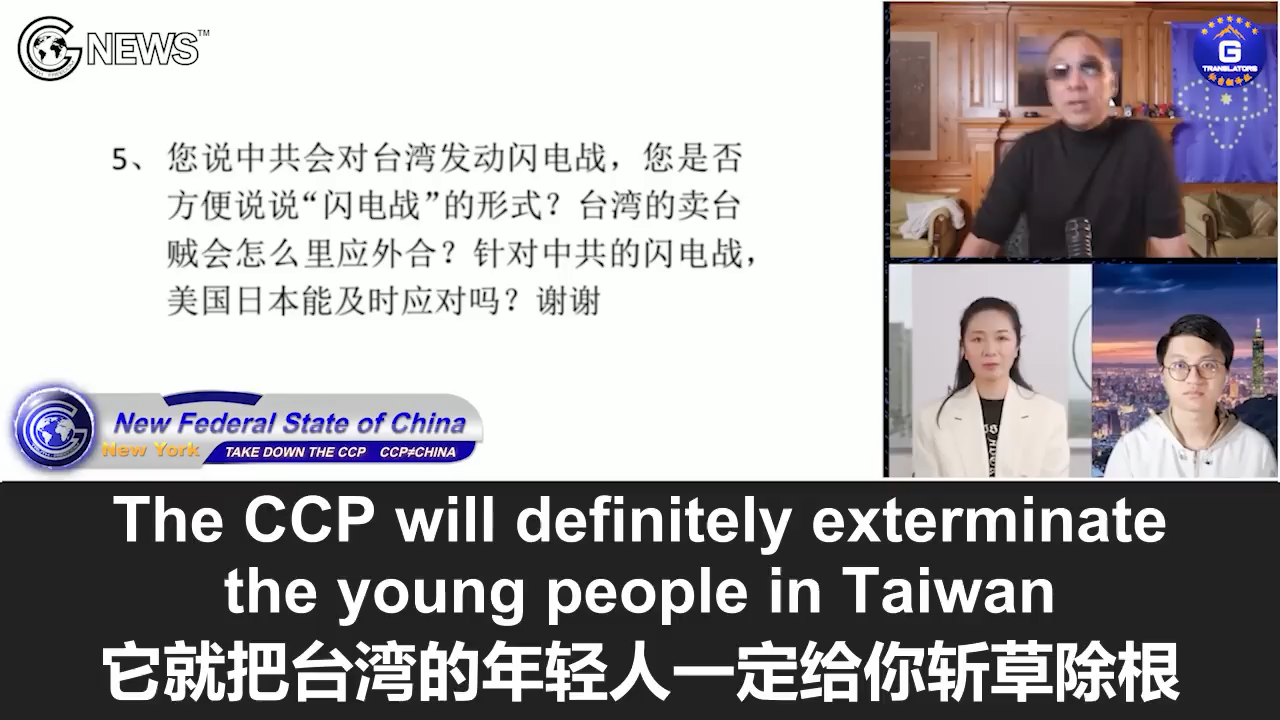 G NEWS™
G
TRANSLATORS
5、您说中共会对台湾发动闪电战，您是否
方便说说“闪电战”的形式？台湾的卖台
贼会怎么里应外合？针对中共的闪电战，
美国日本能及时应对吗？谢谢
New Federal State of China
New York
TAKE DOWN THE CCP CCP≠CHINA
The CCP will definitely exterminate
the young people in Taiwan
它就把台湾的年轻人一定给你斩草除根